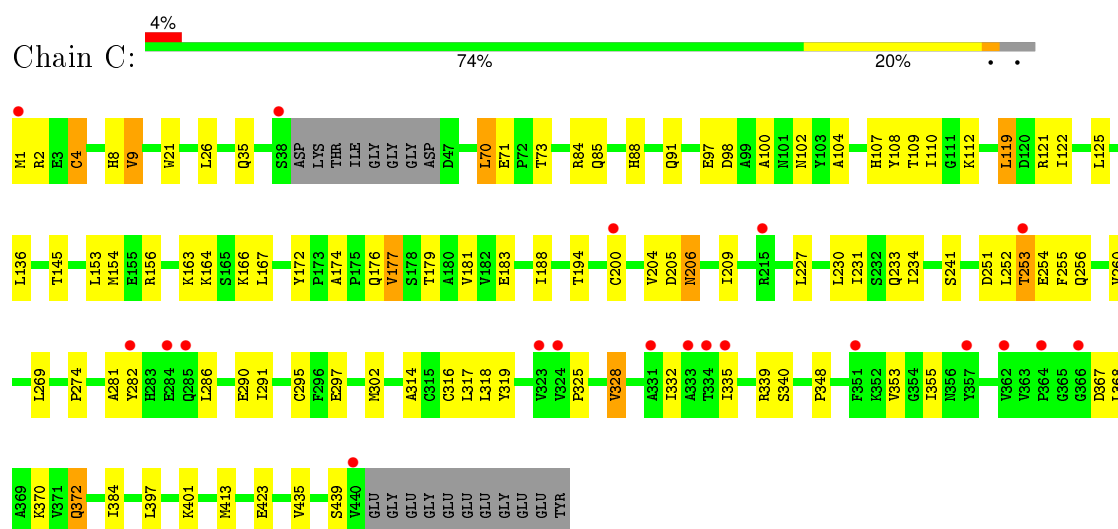 4%
Chain C:
74% 20% • •
M1 R2 E3 C4 H8 V9 W21 L26 Q35 S38 ASP LYS THR ILE GLY GLY GLY ASP D47 L70 E71 P72 T73 R84 Q85 H88 Q91 E97 D98 A99 A100 N101 N102 Y103 A104 H107 Y108 T109 I110 G111 K112 L119 D120 R121 I122 L125
L136 T145 L153 M154 E155 R156 K163 K164 S165 K166 L167 Y172 P173 A174 P175 Q176 V177 S178 T179 A180 V181 V182 E183 I188 T194 C200 V204 D205 N206 I209 R215 L227 L230 I231 S232 Q233 I234 S241 D251 L252 T253 E254 F255 Q256 V260
L269 P274 A281 Y282 H283 E284 Q285 L286 E290 I291 C295 F296 E297 M302 A314 C315 C316 I317 L318 Y319 V323 V324 P325 V328 A331 I332 A333 T334 I335 R339 S340 P348 F351 K352 V353 G354 I355 N356 Y357 V362 V363 P364 G365 G366 D367 L368
A369 K370 V371 Q372 I384 L397 K401 M413 E423 V435 S439 V440 GLU GLY GLU GLY GLU GLU GLU GLY GLU GLU TYR